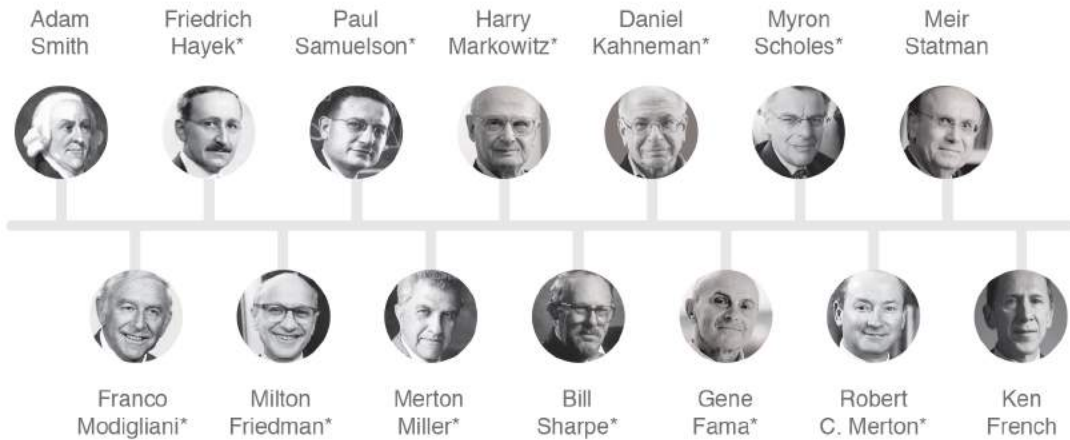 Adam
Smith
Friedrich
Hayek*
Paul
Samuelson*
Harry
Markowitz*
Daniel
Kahneman*
Myron
Scholes*
Meir
Statman
Franco
Modigliani*
Milton
Friedman*
Merton
Miller*
Bill
Sharpe*
Gene
Fama*
Robert
C. Merton*
Ken
French